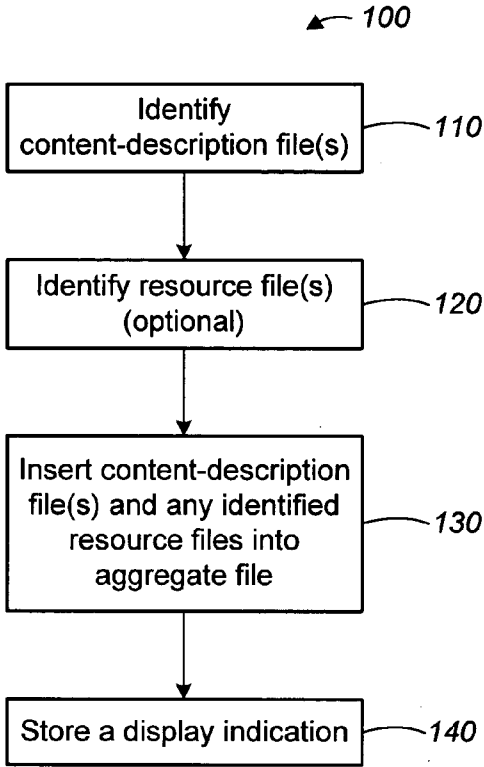 100
Identify
content-description file(s)
110
Identify resource file(s)
(optional)
120
Insert content-description
file(s) and any identified
resource files into
aggregate file
130
Store a display indication
140